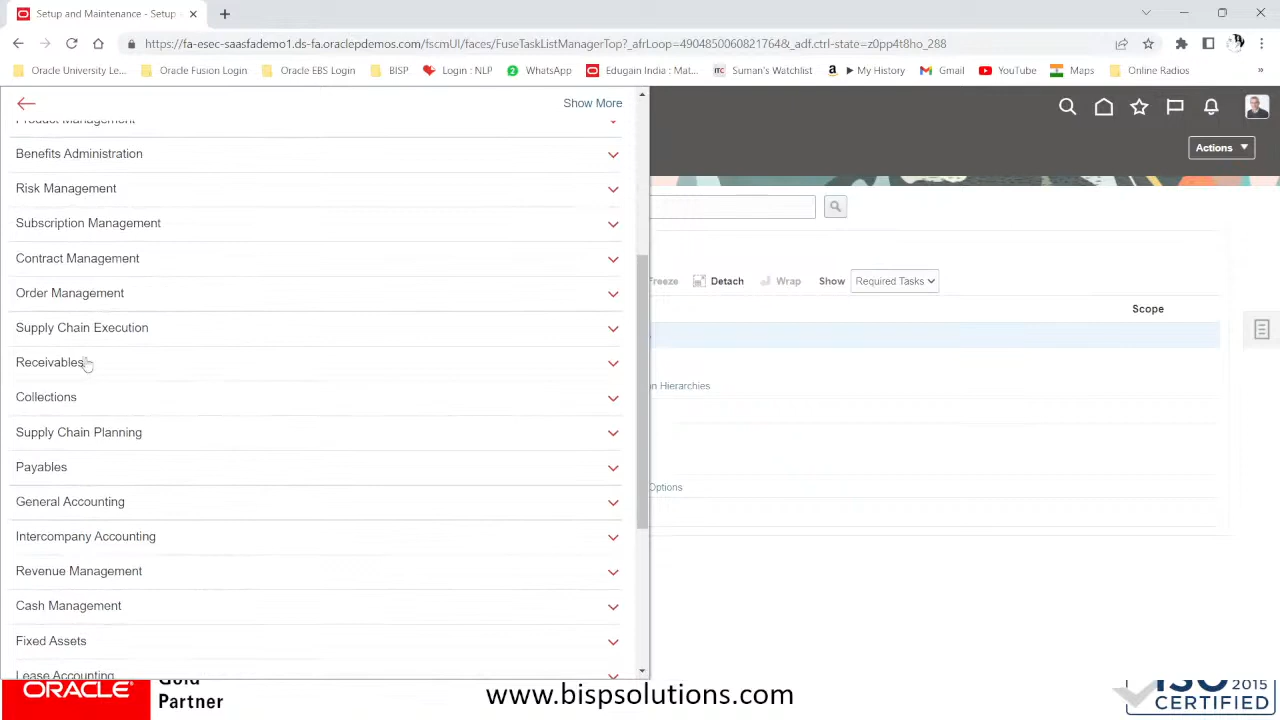 Setup and Maintenance - Setup
https://fa-esec-saasfademo1.ds-fa.oraclepdemos.com/fscmUI/faces/FuseTaskListManagerTop?_afrLoop=49048500608217​64&_adf.ctrl-state=z0pp4t8ho_288
Oracle University Le... Oracle Fusion Login Oracle EBS Login BISP Login : NLP WhatsApp Edugain India : Mat... Suman's Watchlist ▶ My History Gmail YouTube Maps Online Radios »
Show More
Product Management
Benefits Administration
Risk Management
Subscription Management
Contract Management
Order Management
Supply Chain Execution
Receivables
Collections
Supply Chain Planning
Payables
General Accounting
Intercompany Accounting
Revenue Management
Cash Management
Fixed Assets
Lease Accounting
Actions
Freeze Detach Wrap Show Required Tasks
Scope
n Hierarchies
Options
ORACLE Gold
Partner
www.bispsolutions.com
ISO 2015
CERTIFIED